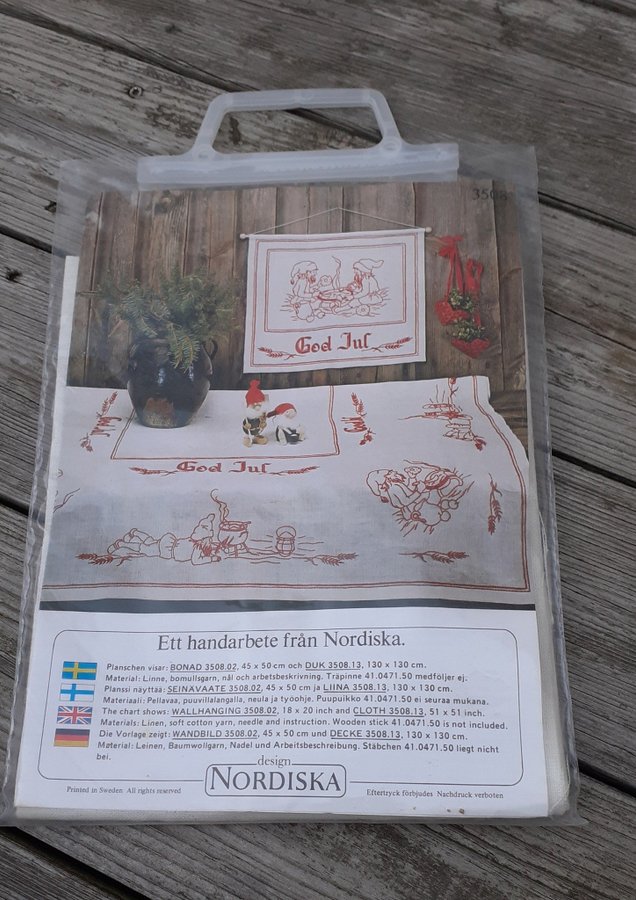 3508
God Jul
Jul
Jul
God Jul
Ett handarbete från Nordiska.
Planschen visar: BONAD 3508.02, 45 x 50 cm och DUK 3508.13, 130 x 130 cm.
Material: Linne, bomullsgarn, nål och arbetsbeskrivning. Träpinne 41.0471.50 medföljer ej.
Planssi näyttää: SEINÄVAATE 3508.02, 45 x 50 cm ja LIINA 3508.13, 130 x 130 cm.
Materiaali: Pellavaa, puuvillalangalla, neula ja työohje. Puupuikko 41.0471.50 ei seuraa mukana.
The chart shows: WALLHANGING 3508.02, 18 x 20 inch and CLOTH 3508.13, 51 x 51 inch.
Materials: Linen, soft cotton yarn, needle and instruction. Wooden stick 41.0471.50 is not included.
Die Vorlage zeigt: WANDBILD 3508.02, 45 x 50 cm und DECKE 3508.13, 130 x 130 cm.
Material: Leinen, Baumwollgarn, Nadel und Arbeitsbeschreibung. Stäbchen 41.0471.50 liegt nicht
bei.
design
NORDISKA
Printed in Sweden All rights reserved
Eftertryck förbjudes Nachdruck verboten